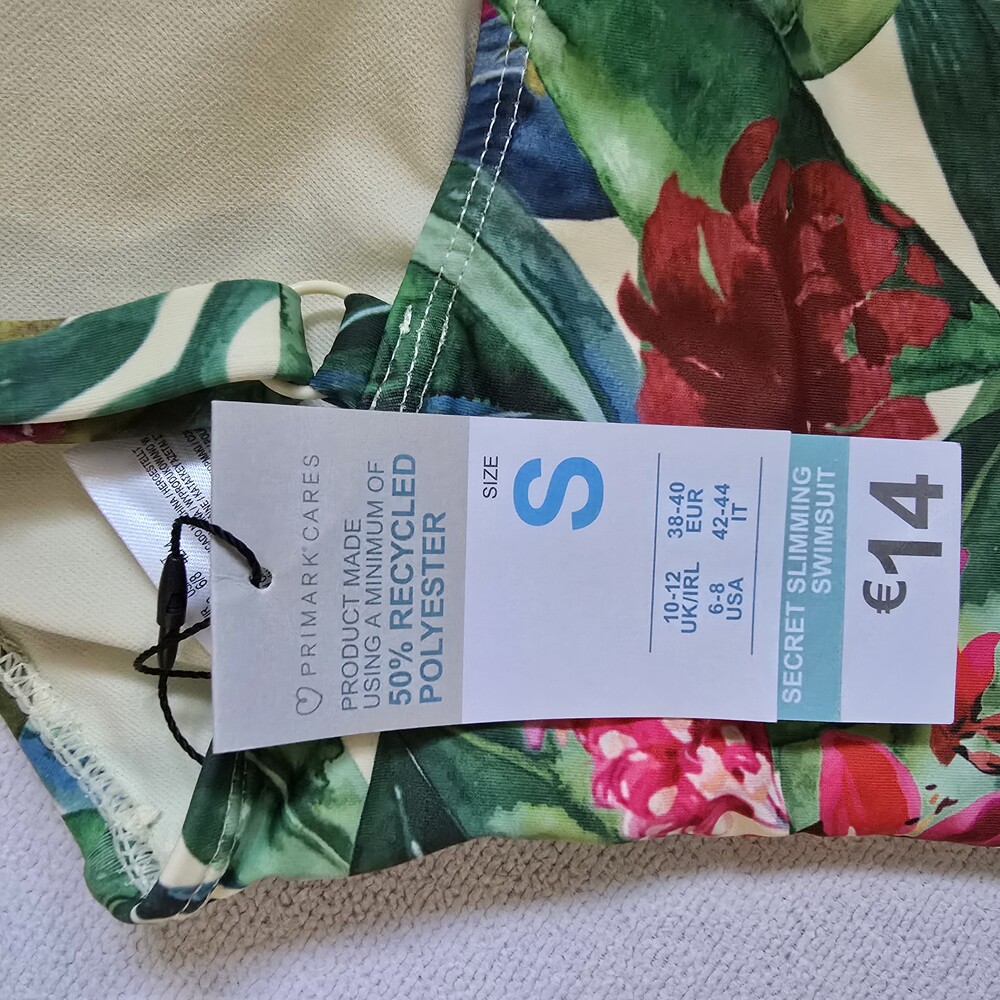 PRIMARK® CARES
PRODUCT MADE
USING A MINIMUM OF
50% RECYCLED
POLYESTER
SIZE
S
10-12
UK/IRL
38-40
EUR
6-8
USA
42-44
IT
SECRET SLIMMING
SWIMSUIT
€14